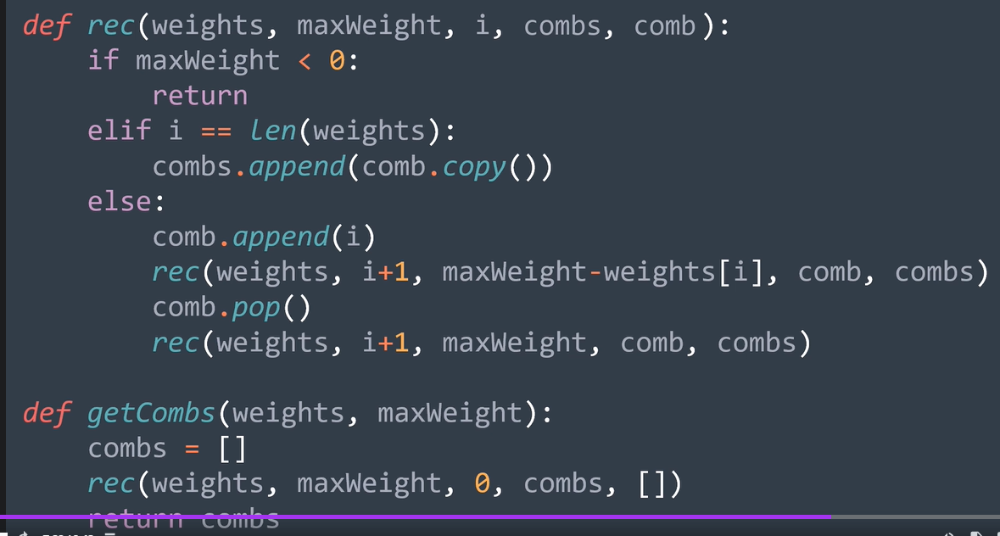 def rec(weights, maxWeight, i, combs, comb):
    if maxWeight < 0:
        return
    elif i == len(weights):
        combs.append(comb.copy())
    else:
        comb.append(i)
        rec(weights, i+1, maxWeight-weights[i], comb, combs)
        comb.pop()
        rec(weights, i+1, maxWeight, comb, combs)

def getCombs(weights, maxWeight):
    combs = []
    rec(weights, maxWeight, 0, combs, [])
    return combs